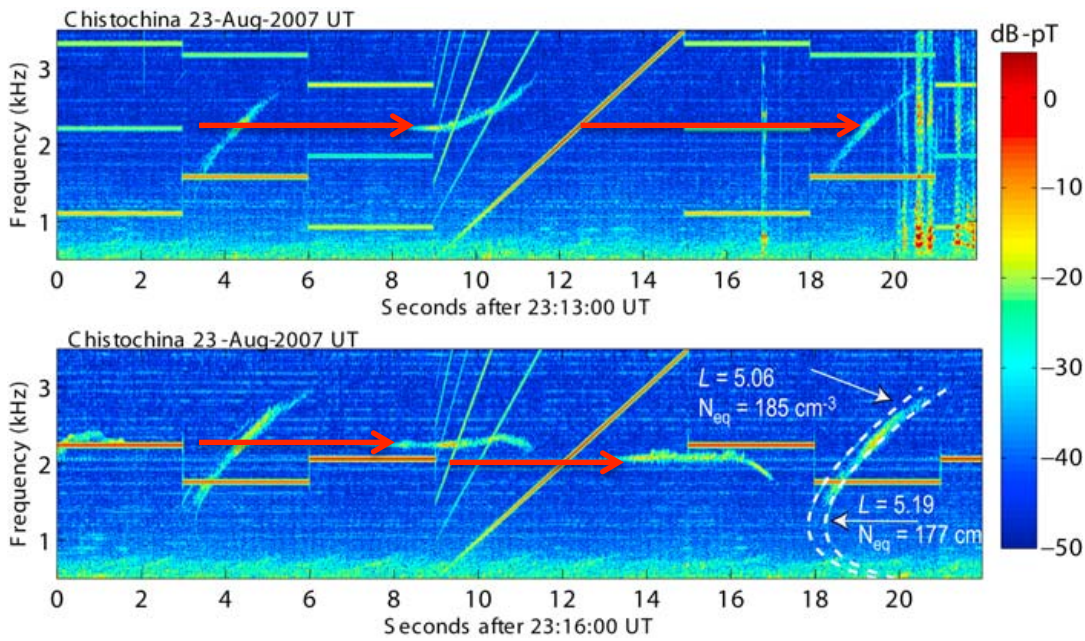 Chistochina 23-Aug-2007 UT
dB-pT
Frequency (kHz)
3
2
1
0 2 4 6 8 10 12 14 16 18 20
Seconds after 23:13:00 UT
0
−10
−20
−30
−40
−50
Chistochina 23-Aug-2007 UT
Frequency (kHz)
3
2
1
L = 5.06
Neq = 185 cm-3
L = 5.19
Neq = 177 cm
0 2 4 6 8 10 12 14 16 18 20
Seconds after 23:16:00 UT